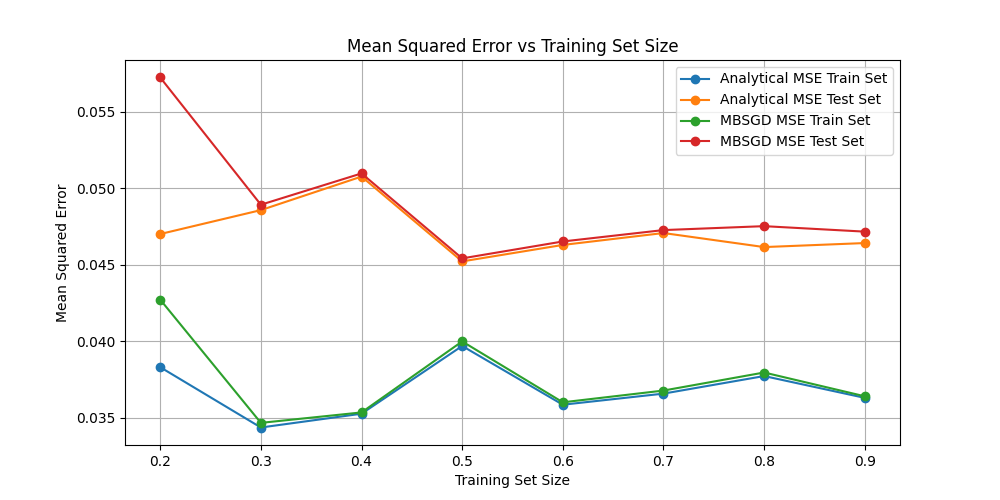 Mean Squared Error vs Training Set Size
Analytical MSE Train Set
Analytical MSE Test Set
MBSGD MSE Train Set
MBSGD MSE Test Set
Mean Squared Error
0.055
0.050
0.045
0.040
0.035
0.2 0.3 0.4 0.5 0.6 0.7 0.8 0.9
Training Set Size